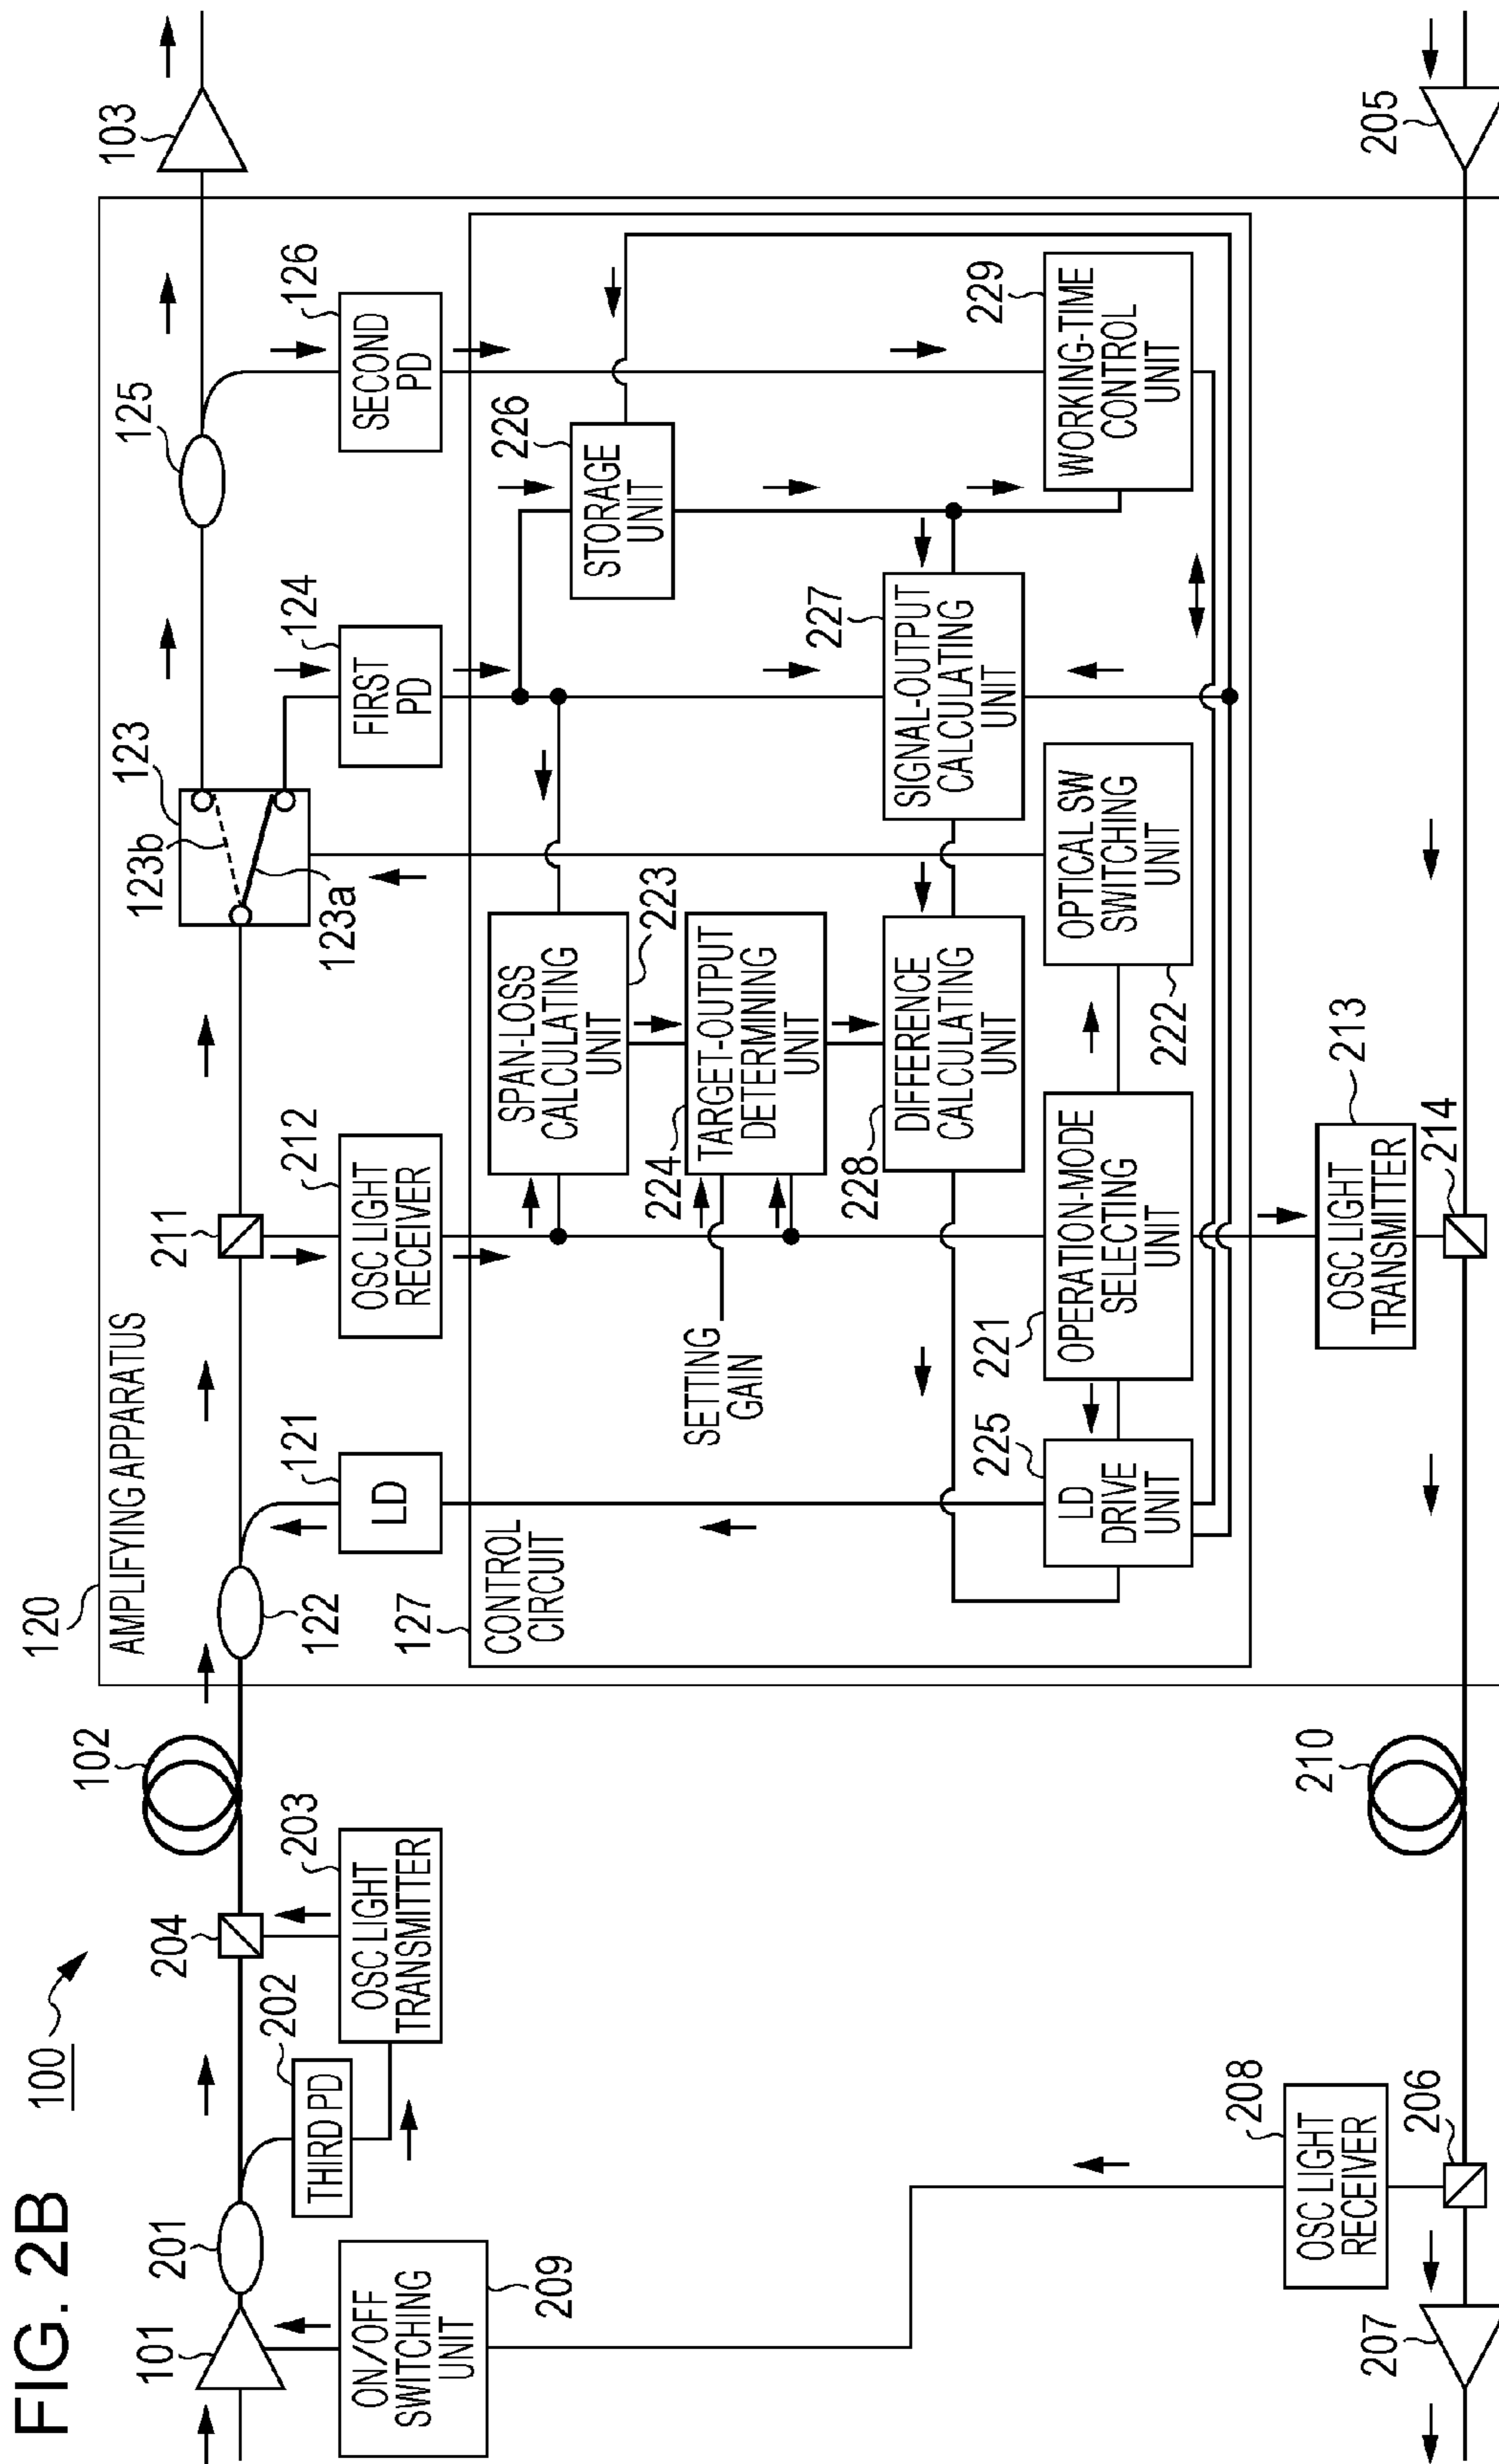 FIG. 2B
100
101
201
ON/OFF
SWITCHING
UNIT
209
THIRD PD
202
204
OSC LIGHT
TRANSMITTER
203
102
120
AMPLIFYING APPARATUS
122
LD
121
211
OSC LIGHT
RECEIVER
212
123
123b
123a
FIRST
PD
124
125
SECOND
PD
126
103
127
CONTROL
CIRCUIT
SPAN-LOSS
CALCULATING
UNIT
223
STORAGE
UNIT
226
SETTING
GAIN
224
TARGET-OUTPUT
DETERMINING
UNIT
228
DIFFERENCE
CALCULATING
UNIT
SIGNAL-OUTPUT
CALCULATING
UNIT
227
LD
DRIVE
UNIT
225
221
OPERATION-MODE
SELECTING
UNIT
OPTICAL SW
SWITCHING
UNIT
222
WORKING-TIME
CONTROL
UNIT
229
OSC LIGHT
RECEIVER
208
OSC LIGHT
TRANSMITTER
213
207
206
210
214
205